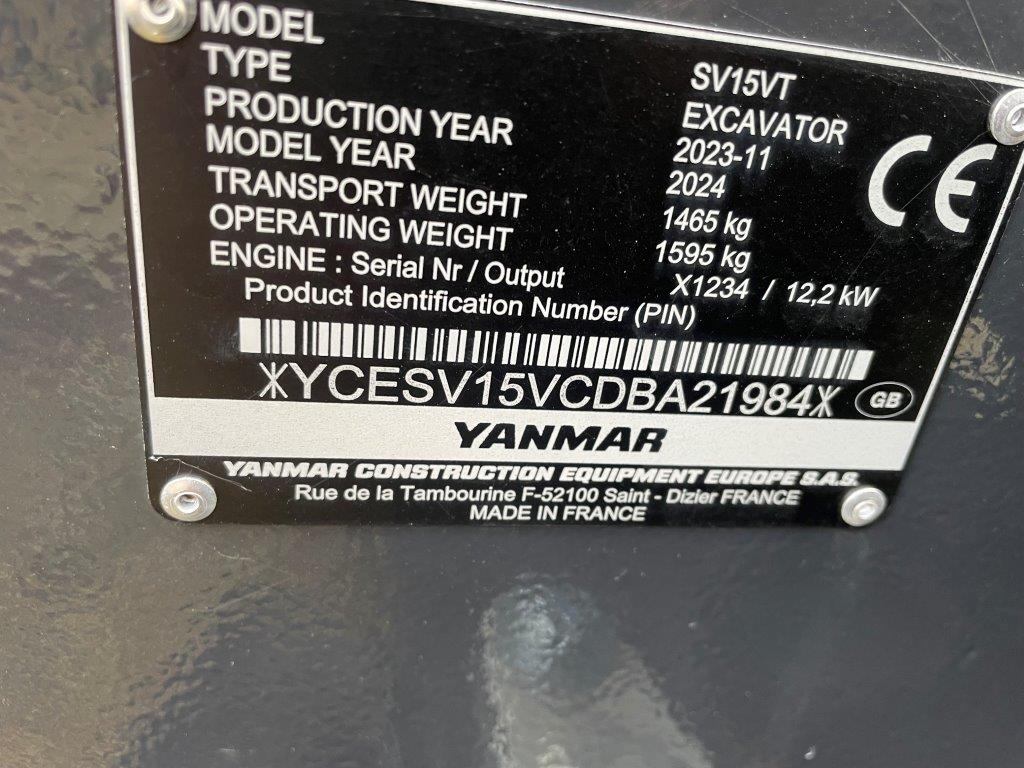 MODEL SV15VT
TYPE EXCAVATOR
PRODUCTION YEAR 2023-11
MODEL YEAR 2024
TRANSPORT WEIGHT 1465 kg
OPERATING WEIGHT 1595 kg
ENGINE : Serial Nr / Output X1234 / 12,2 kW
CE
Product Identification Number (PIN)
YCESV15VCDBA21984
GB
YANMAR
YANMAR CONSTRUCTION EQUIPMENT EUROPE S.A.S.
Rue de la Tambourine F-52100 Saint - Dizier FRANCE
MADE IN FRANCE